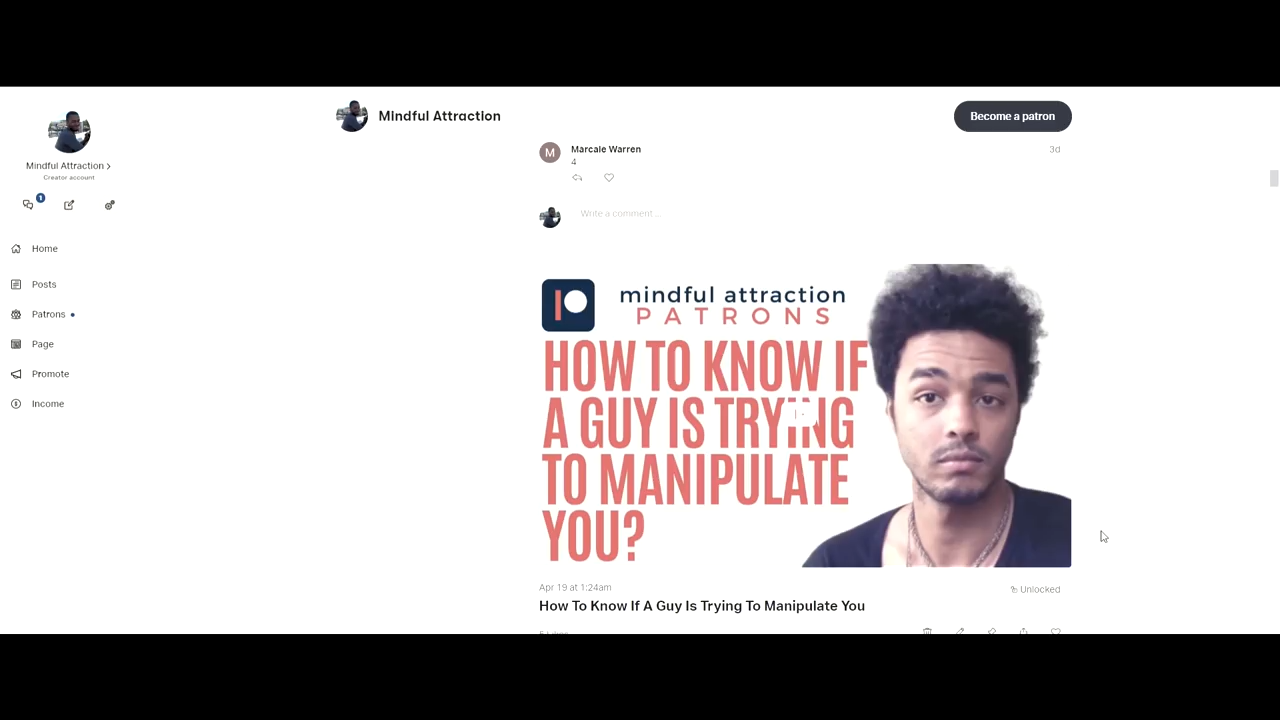 Mindful Attraction
Creator account
1
Home
Posts
Patrons
Page
Promote
Income
Mindful Attraction
Become a patron
M
Marcale Warren
3d
4
Write a comment...
mindful attraction
PATRONS
HOW TO KNOW IF
A GUY IS TRYING
TO MANIPULATE
YOU?
Apr 19 at 1:24am
Unlocked
How To Know If A Guy Is Trying To Manipulate You